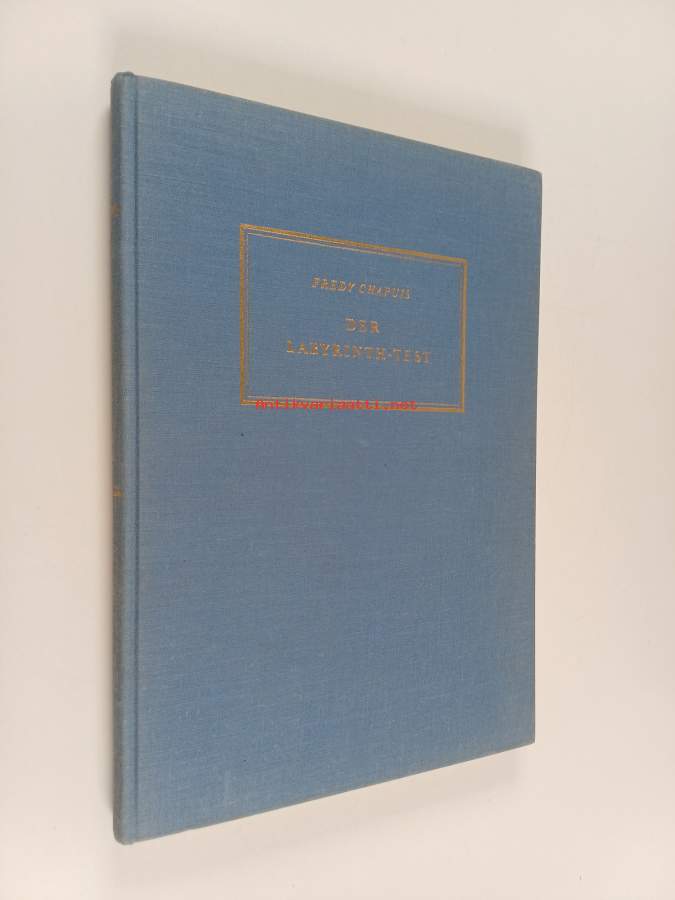 FREDY CHAPUIS
DER
LABYRINTH-TEST
Antikvariaatti.net